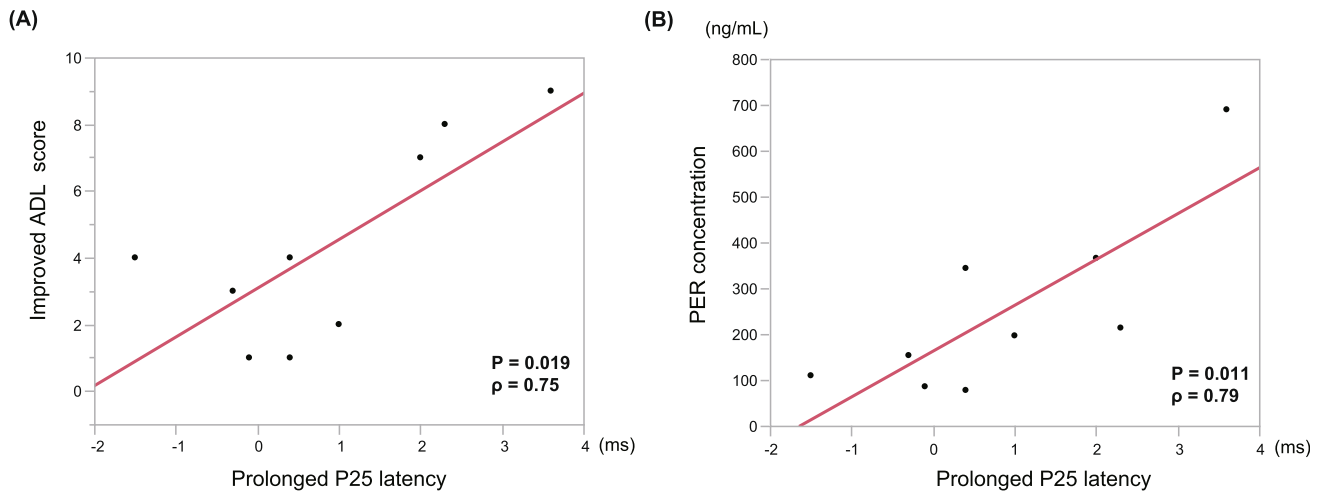 (A)
10
8
6
4
2
0
Improved ADL score
-2 -1 0 1 2 3 4 (ms)
Prolonged P25 latency
P = 0.019
ρ = 0.75
(B)
(ng/mL)
800
700
600
500
400
300
200
100
0
PER concentration
-2 -1 0 1 2 3 4 (ms)
Prolonged P25 latency
P = 0.011
ρ = 0.79